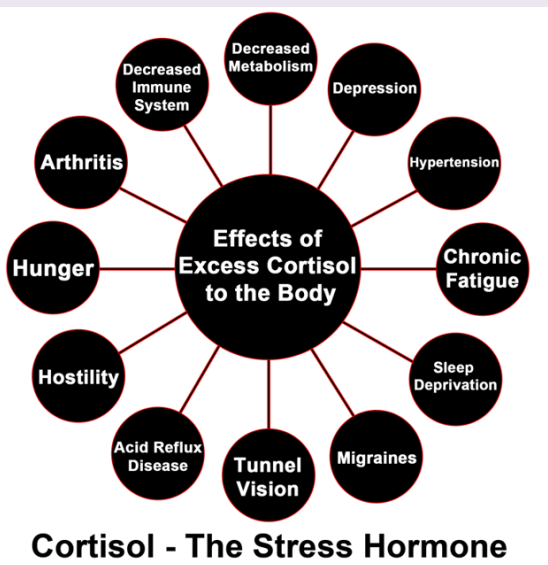 Decreased
Metabolism
Depression
Hypertension
Chronic
Fatigue
Sleep
Deprivation
Migraines
Tunnel
Vision
Acid Reflux
Disease
Hostility
Hunger
Arthritis
Decreased
Immune
System
Effects of
Excess Cortisol
to the Body
Cortisol - The Stress Hormone